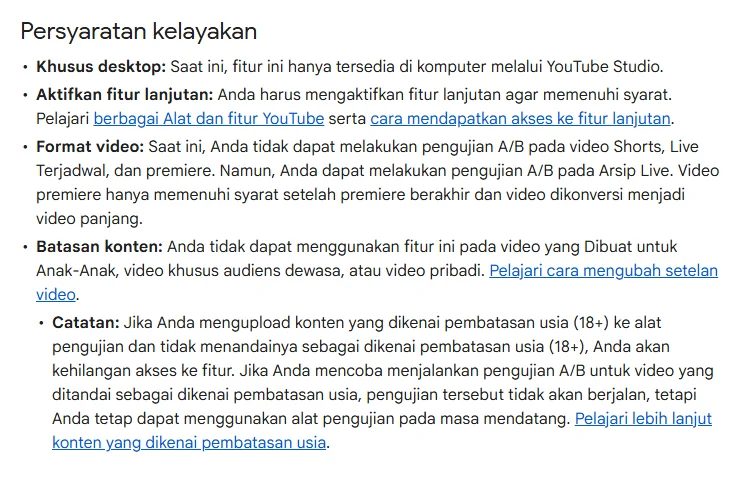 Persyaratan kelayakan
• Khusus desktop: Saat ini, fitur ini hanya tersedia di komputer melalui YouTube Studio.
• Aktifkan fitur lanjutan: Anda harus mengaktifkan fitur lanjutan agar memenuhi syarat.
Pelajari berbagai Alat dan fitur YouTube serta cara mendapatkan akses ke fitur lanjutan.
• Format video: Saat ini, Anda tidak dapat melakukan pengujian A/B pada video Shorts, Live
Terjadwal, dan premiere. Namun, Anda dapat melakukan pengujian A/B pada Arsip Live. Video
premiere hanya memenuhi syarat setelah premiere berakhir dan video dikonversi menjadi
video panjang.
• Batasan konten: Anda tidak dapat menggunakan fitur ini pada video yang Dibuat untuk
Anak-Anak, video khusus audiens dewasa, atau video pribadi. Pelajari cara mengubah setelan
video.
• Catatan: Jika Anda mengupload konten yang dikenai pembatasan usia (18+) ke alat
pengujian dan tidak menandainya sebagai dikenai pembatasan usia (18+), Anda akan
kehilangan akses ke fitur. Jika Anda mencoba menjalankan pengujian A/B untuk video yang
ditandai sebagai dikenai pembatasan usia, pengujian tersebut tidak akan berjalan, tetapi
Anda tetap dapat menggunakan alat pengujian pada masa mendatang. Pelajari lebih lanjut
konten yang dikenai pembatasan usia.